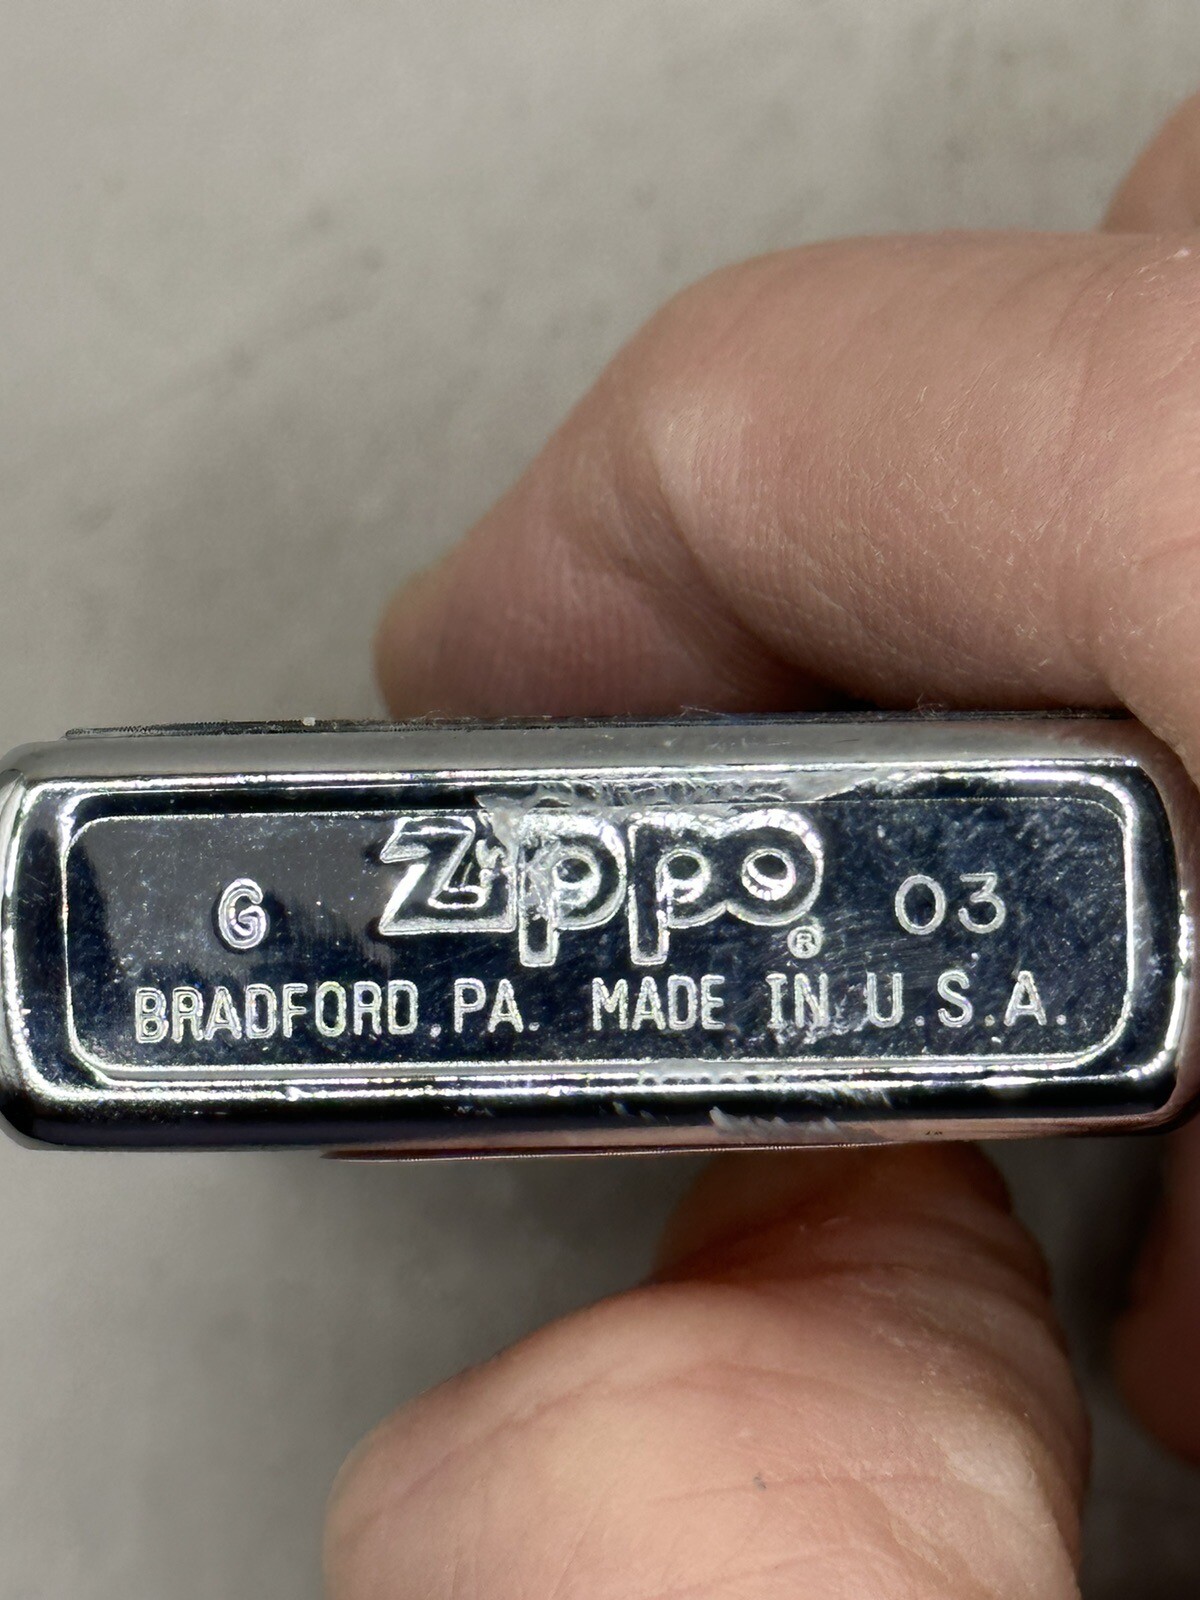 G Zippo® 03
BRADFORD, PA. MADE IN U.S.A.